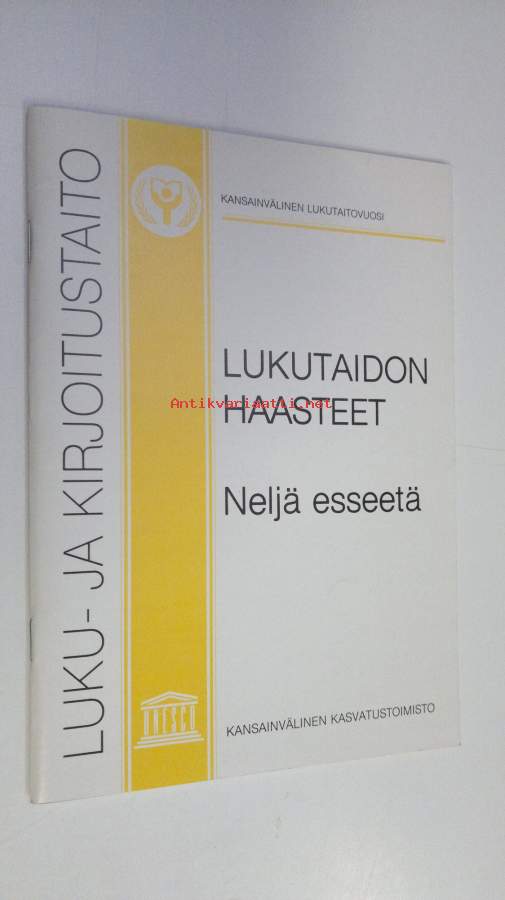 LUKU- JA KIRJOITUSTAITO
KANSAINVÄLINEN LUKUTAITOVUOSI
LUKUTAIDON
HAASTEET
Antikvariaatti.net
Neljä esseetä
UNESCO
KANSAINVÄLINEN KASVATUSTOIMISTO